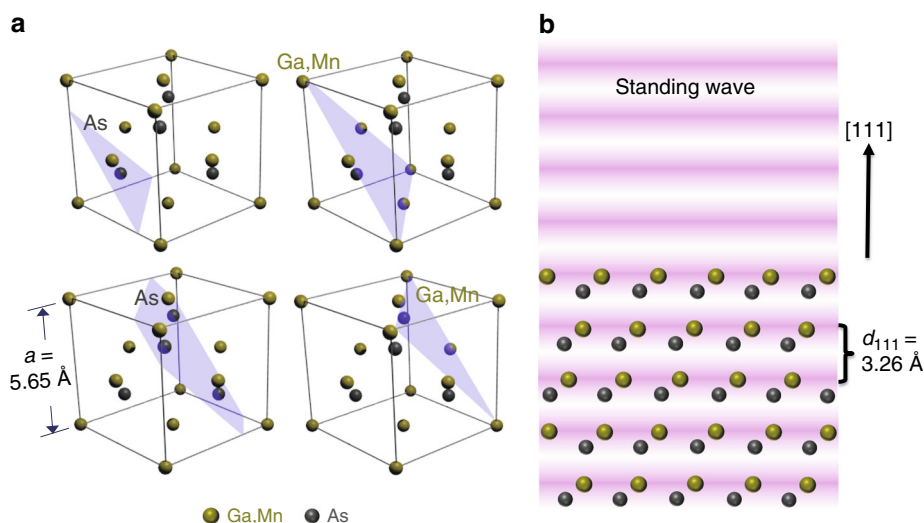 a
b
Ga,Mn
As
Standing wave
[111]
As
Ga,Mn
a =
5.65 Å
d111 =
3.26 Å
Ga,Mn
As